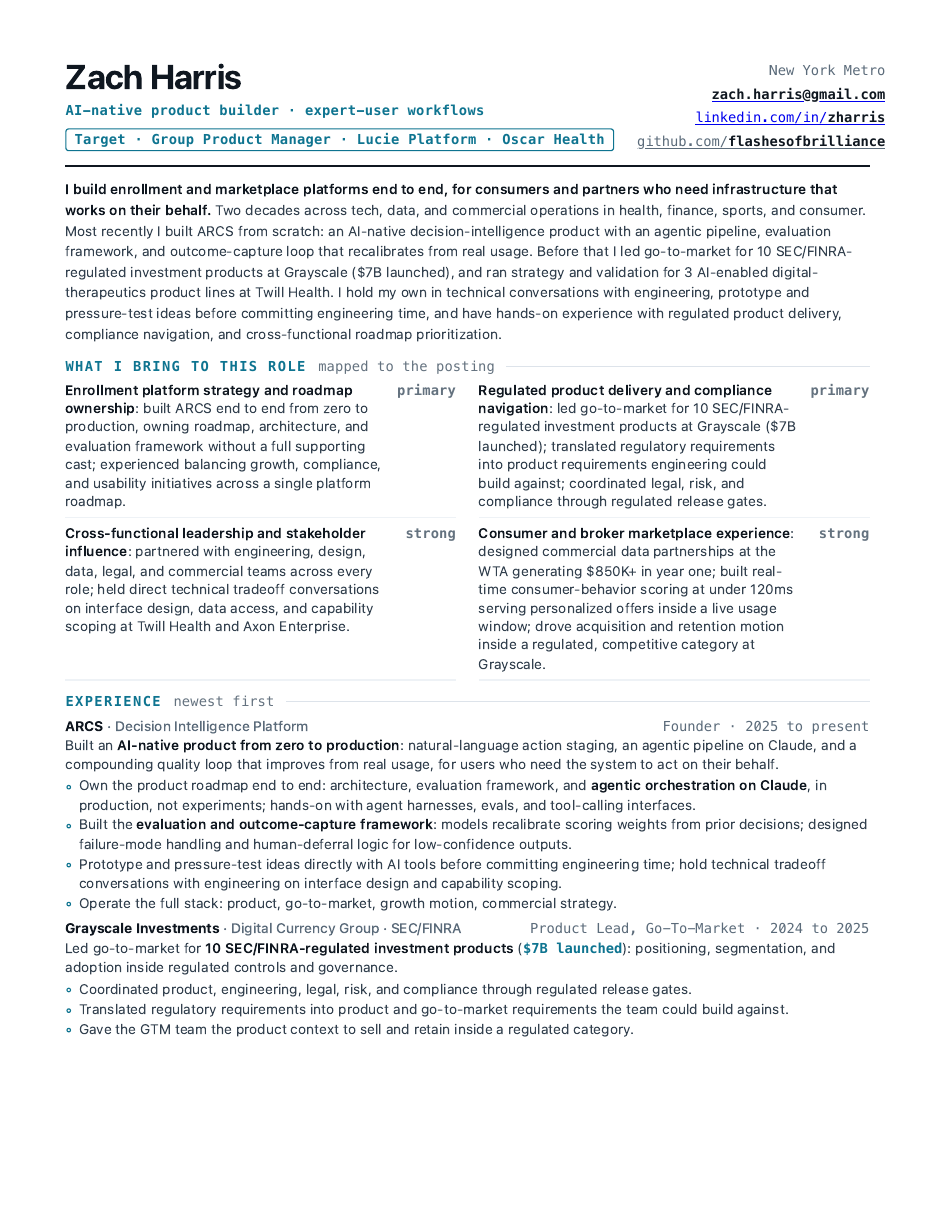 Zach Harris
AI-native product builder · expert-user workflows
Target · Group Product Manager · Lucie Platform · Oscar Health
New York Metro
zach.harris@gmail.com
linkedin.com/in/zharris
github.com/flashesofbrilliance
I build enrollment and marketplace platforms end to end, for consumers and partners who need infrastructure that
works on their behalf. Two decades across tech, data, and commercial operations in health, finance, sports, and consumer.
Most recently I built ARCS from scratch: an AI-native decision-intelligence product with an agentic pipeline, evaluation
framework, and outcome-capture loop that recalibrates from real usage. Before that I led go-to-market for 10 SEC/FINRA-
regulated investment products at Grayscale ($7B launched), and ran strategy and validation for 3 AI-enabled digital-
therapeutics product lines at Twill Health. I hold my own in technical conversations with engineering, prototype and
pressure-test ideas before committing engineering time, and have hands-on experience with regulated product delivery,
compliance navigation, and cross-functional roadmap prioritization.
WHAT I BRING TO THIS ROLE mapped to the posting
Enrollment platform strategy and roadmap primary
ownership: built ARCS end to end from zero to
production, owning roadmap, architecture, and
evaluation framework without a full supporting
cast; experienced balancing growth, compliance,
and usability initiatives across a single platform
roadmap.
Regulated product delivery and compliance primary
navigation: led go-to-market for 10 SEC/FINRA-
regulated investment products at Grayscale ($7B
launched); translated regulatory requirements
into product requirements engineering could
build against; coordinated legal, risk, and
compliance through regulated release gates.
Cross-functional leadership and stakeholder strong
influence: partnered with engineering, design,
data, legal, and commercial teams across every
role; held direct technical tradeoff conversations
on interface design, data access, and capability
scoping at Twill Health and Axon Enterprise.
Consumer and broker marketplace experience: strong
designed commercial data partnerships at the
WTA generating $850K+ in year one; built real-
time consumer-behavior scoring at under 120ms
serving personalized offers inside a live usage
window; drove acquisition and retention motion
inside a regulated, competitive category at
Grayscale.
EXPERIENCE newest first
ARCS · Decision Intelligence Platform Founder · 2025 to present
Built an AI-native product from zero to production: natural-language action staging, an agentic pipeline on Claude, and a
compounding quality loop that improves from real usage, for users who need the system to act on their behalf.
Own the product roadmap end to end: architecture, evaluation framework, and agentic orchestration on Claude, in
production, not experiments; hands-on with agent harnesses, evals, and tool-calling interfaces.
Built the evaluation and outcome-capture framework: models recalibrate scoring weights from prior decisions; designed
failure-mode handling and human-deferral logic for low-confidence outputs.
Prototype and pressure-test ideas directly with AI tools before committing engineering time; hold technical tradeoff
conversations with engineering on interface design and capability scoping.
Operate the full stack: product, go-to-market, growth motion, commercial strategy.
Grayscale Investments · Digital Currency Group · SEC/FINRA Product Lead, Go-To-Market · 2024 to 2025
Led go-to-market for 10 SEC/FINRA-regulated investment products ($7B launched): positioning, segmentation, and
adoption inside regulated controls and governance.
Coordinated product, engineering, legal, risk, and compliance through regulated release gates.
Translated regulatory requirements into product and go-to-market requirements the team could build against.
Gave the GTM team the product context to sell and retain inside a regulated category.